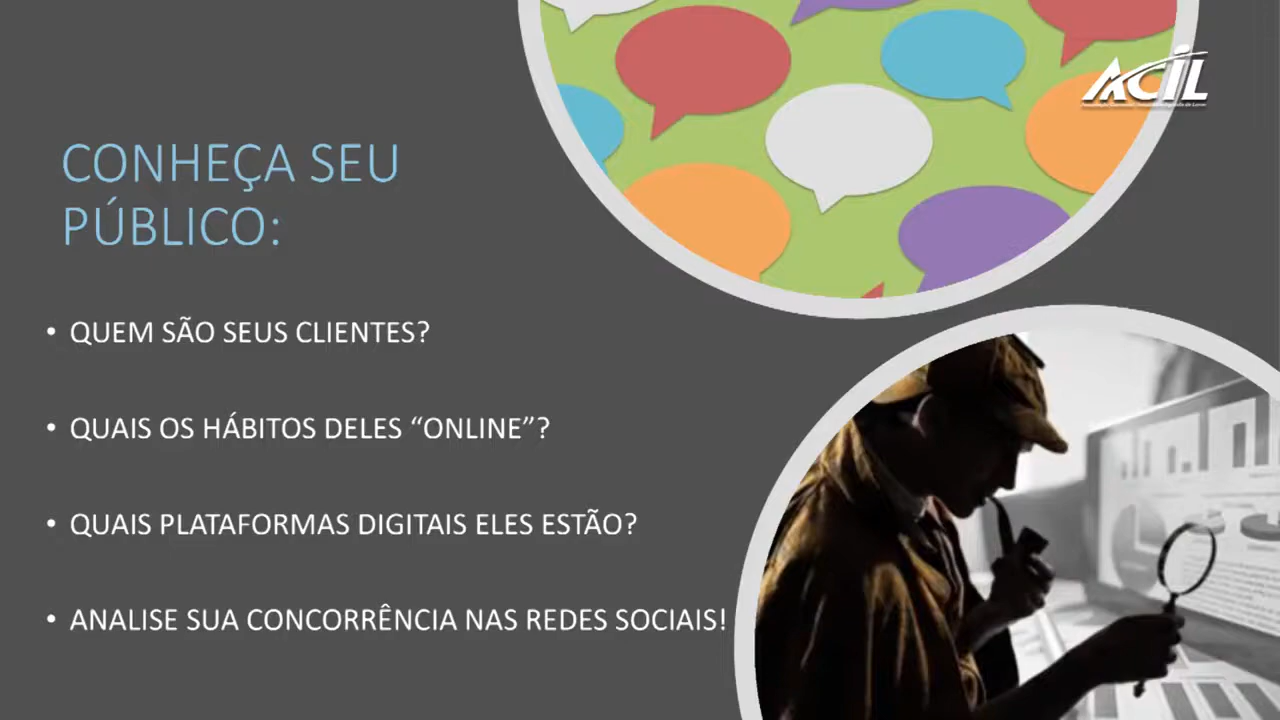 ACIL
CONHEÇA SEU
PÚBLICO:
• QUEM SÃO SEUS CLIENTES?
• QUAIS OS HÁBITOS DELES “ONLINE”?
• QUAIS PLATAFORMAS DIGITAIS ELES ESTÃO?
• ANALISE SUA CONCORRÊNCIA NAS REDES SOCIAIS!